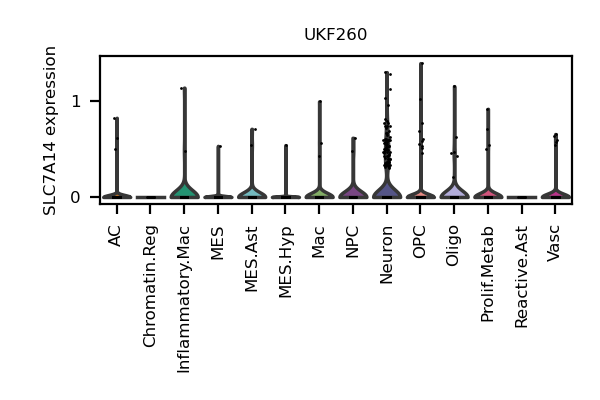 UKF260
SLC7A14 expression
1
0
AC
Chromatin.Reg
Inflammatory.Mac
MES
MES.Ast
MES.Hyp
Mac
NPC
Neuron
OPC
Oligo
Prolif.Metab
Reactive.Ast
Vasc